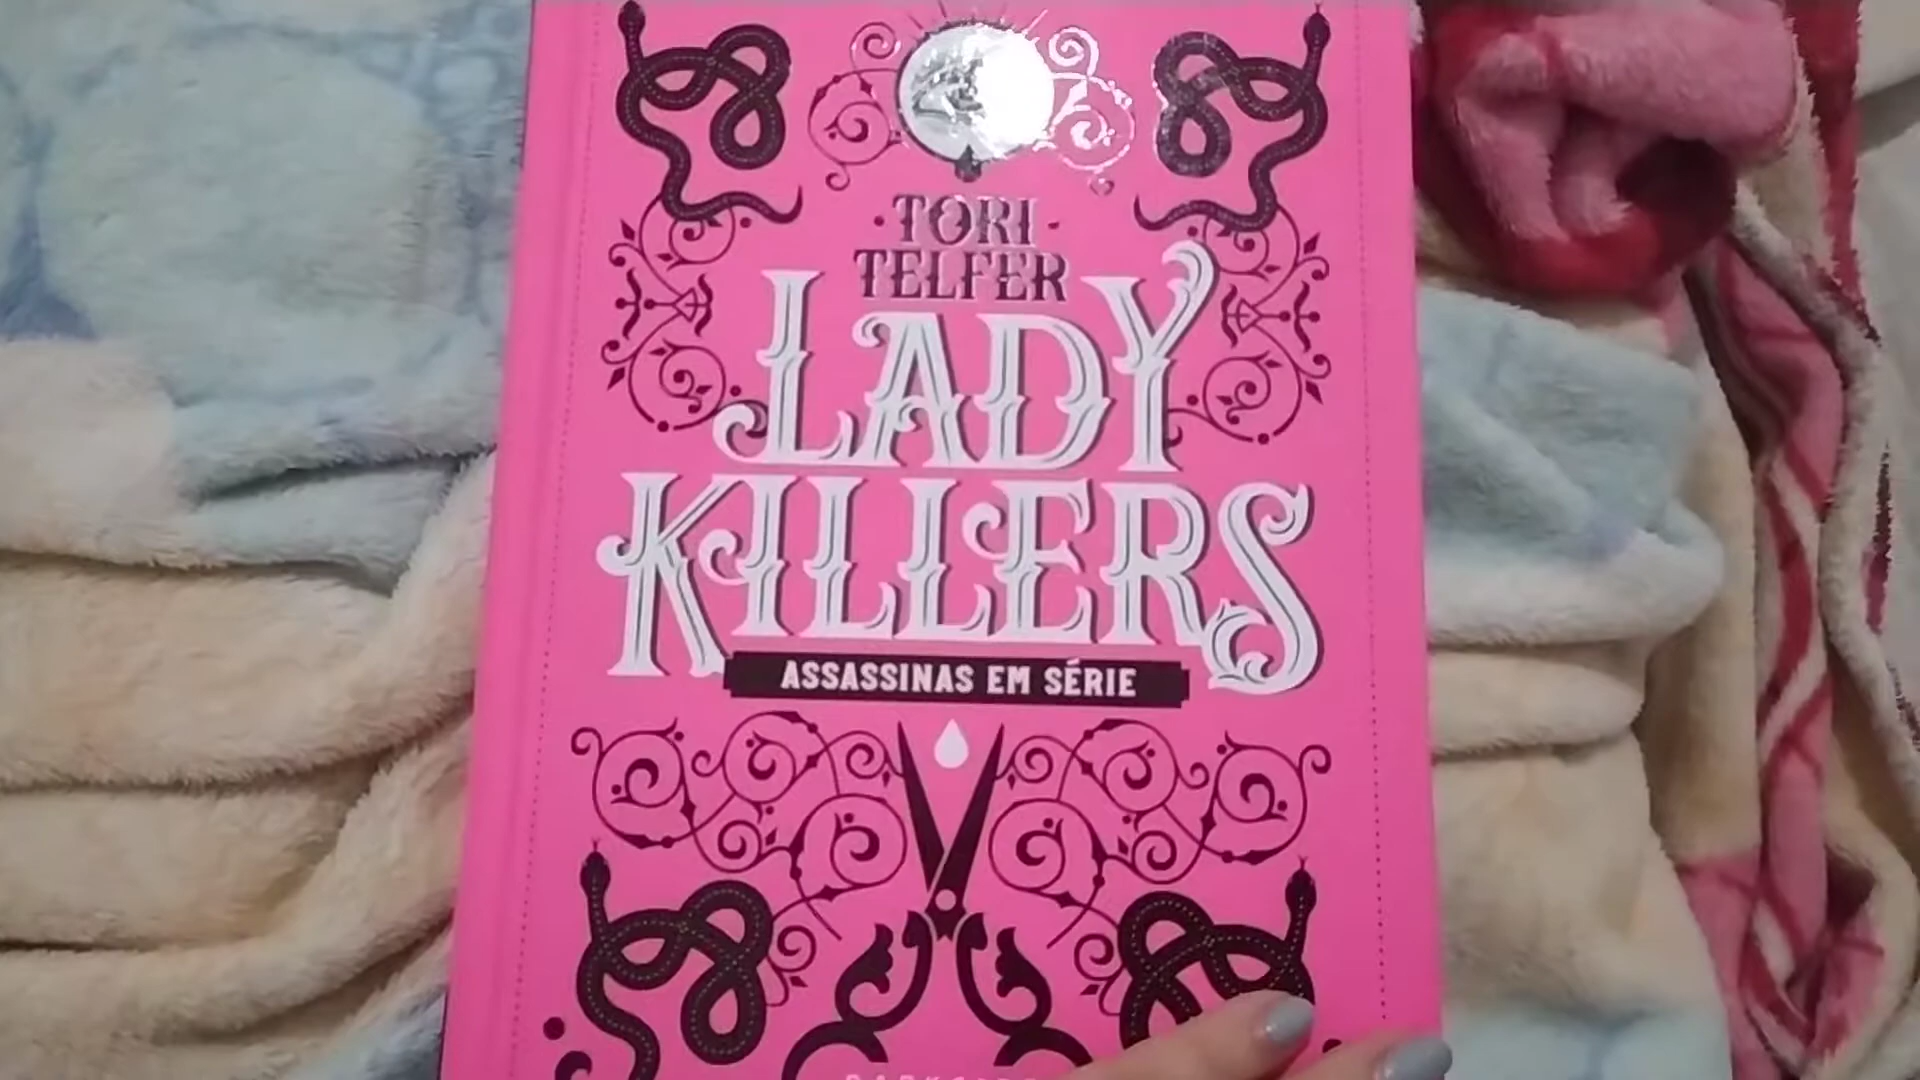 TORI
TELFER
LADY
KILLERS
ASSASSINAS EM SÉRIE